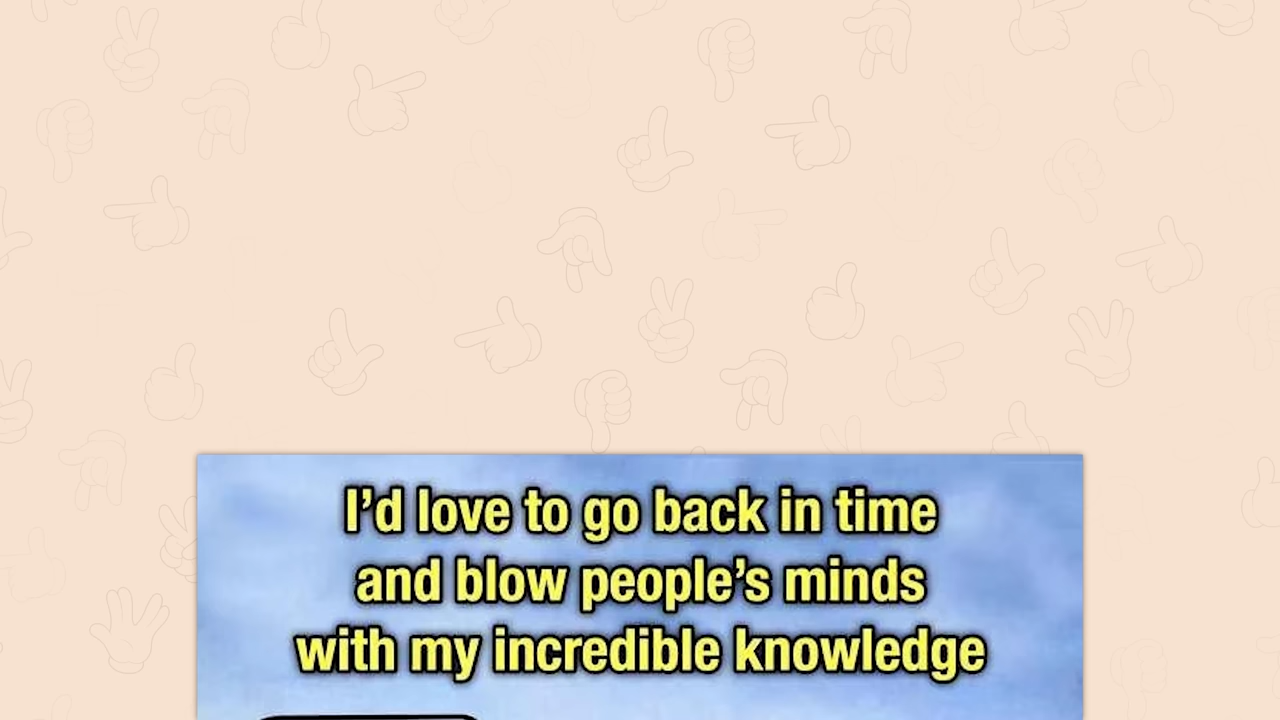 I’d love to go back in time
and blow people’s minds
with my incredible knowledge